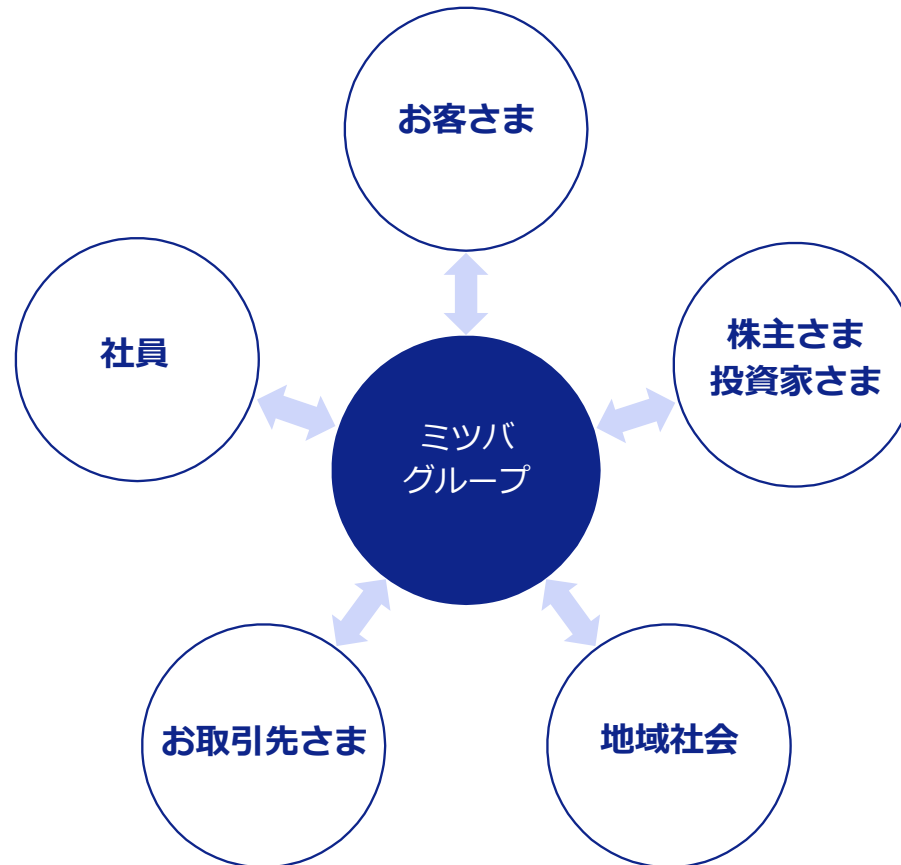 お客さま
社員
株主さま
投資家さま
ミツバ
グループ
お取引先さま
地域社会